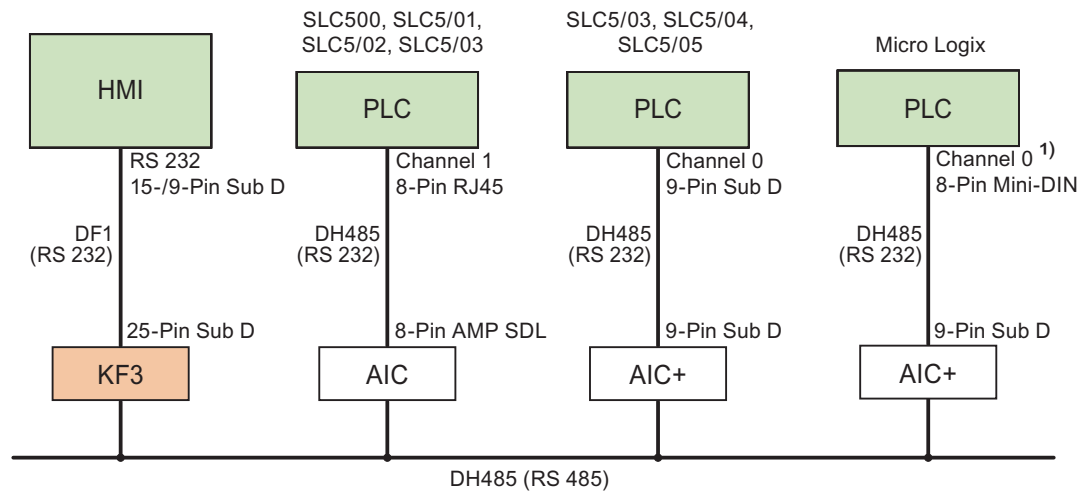 SLC500, SLC5/01,
SLC5/02, SLC5/03
SLC5/03, SLC5/04,
SLC5/05
Micro Logix
HMI
PLC
PLC
PLC
RS 232
15-/9-Pin Sub D
Channel 1
8-Pin RJ45
Channel 0
9-Pin Sub D
Channel 0 1)
8-Pin Mini-DIN
DF1
(RS 232)
DH485
(RS 232)
DH485
(RS 232)
DH485
(RS 232)
25-Pin Sub D
8-Pin AMP SDL
9-Pin Sub D
9-Pin Sub D
KF3
AIC
AIC+
AIC+
DH485 (RS 485)